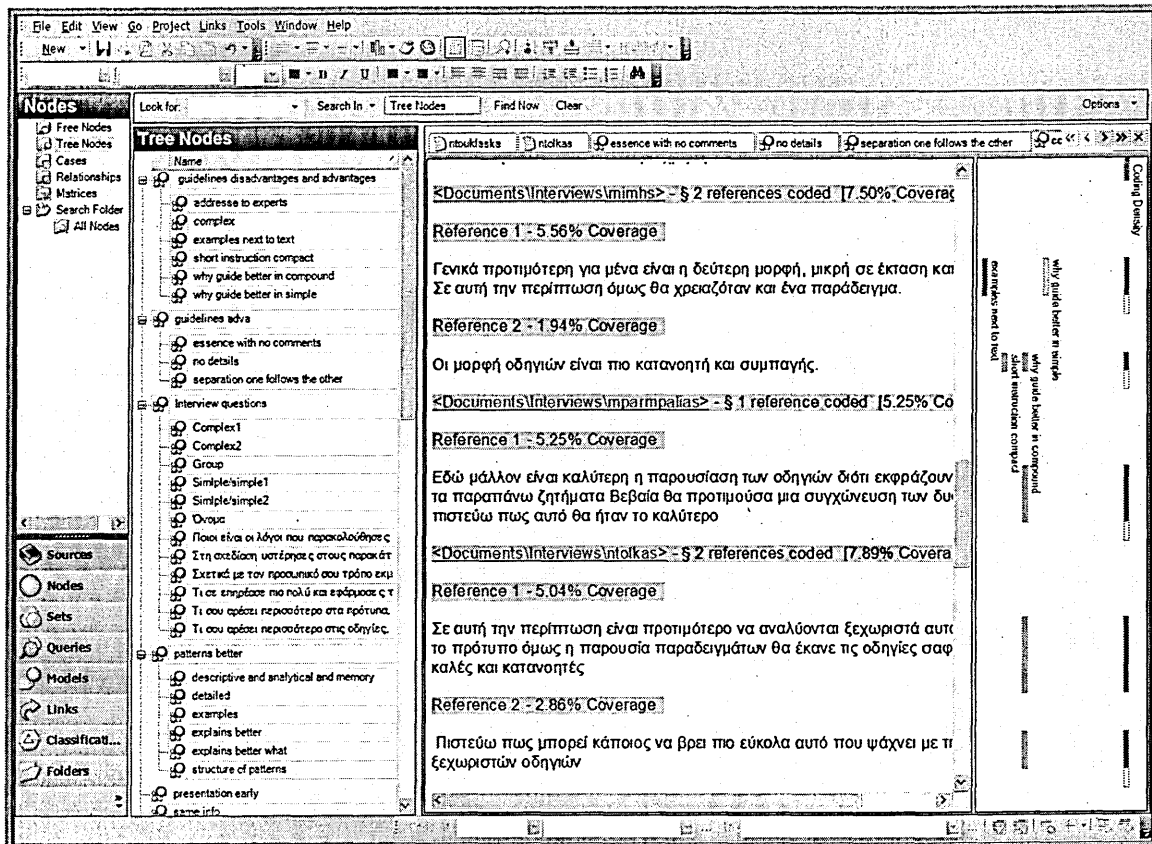 File Edit View Go Project Links Tools Window Help
New
Nodes
Look for:
Search In
Tree Nodes
Find Now
Clear
Options
Free Nodes
Tree Nodes
Cases
Relationships
Matrices
Search Folder
All Nodes
Sources
Nodes
Sets
Queries
Models
Links
Classificati...
Folders
Tree Nodes
Name
guidelines disadvantages and advantages
addresse to experts
complex
examples next to text
short instruction compact
why guide better in compound
why guide better in simple
guidelines adva
essence with no comments
no details
separation one follows the other
Interview questions
Complex1
Complex2
Group
Simlple/simple1
Simlple/simple2
Όνομα
Ποιοι είναι οι λόγοι που παρακολούθησες
Στη σχεδίαση υστέρησες στους παρακάτ
Σχετικά με τον προσωπικό σου τρόπο εκμ
Τι σε επηρέασε πιο πολύ και εφάρμοσες τ
Τι σου αρέσει περισσότερο στα πρότυπα.
Τι σου αρέσει περισσότερο στις οδηγίες.
patterns better
descriptive and analytical and memory
detailed
examples
explains better
explains better what
structure of patterns
presentation early
same info
ntouklaska
ntolkas
essence with no comments
no details
separation one follows the other
cc
<Documents\Interviews\mimhs> - § 2 references coded [7.50% Coverag
Reference 1 - 5.56% Coverage
Γενικά προτιμότερη για μένα είναι η δεύτερη μορφή, μικρή σε έκταση και
Σε αυτή την περίπτωση όμως θα χρειαζόταν και ένα παράδειγμα.
Reference 2 - 1.94% Coverage
Οι μορφή οδηγιών είναι πιο κατανοητή και συμπαγής.
<Documents\Interviews\mparmpalias> - § 1 reference coded [5.25% Co
Reference 1 - 5.25% Coverage
Εδώ μάλλον είναι καλύτερη η παρουσίαση των οδηγιών διότι εκφράζουν
τα παραπάνω ζητήματα Βεβαία θα προτιμούσα μια συγχώνευση των δυ
πιστεύω πως αυτό θα ήταν το καλύτερο
<Documents\Interviews\ntolkas> - § 2 references coded [7.89% Covera
Reference 1 - 5.04% Coverage
Σε αυτή την περίπτωση είναι προτιμότερο να αναλύονται ξεχωριστά αυτ
το πρότυπο όμως η παρουσία παραδειγμάτων θα έκανε τις οδηγίες σαφ
καλές και κατανοητές
Reference 2 - 2.86% Coverage
Πιστεύω πως μπορεί κάποιος να βρει πιο εύκολα αυτό που ψάχνει με τ
ξεχωριστών οδηγιών
Coding Density
why guide better in simple
why guide better in compound
short instruction compact
examples next to text